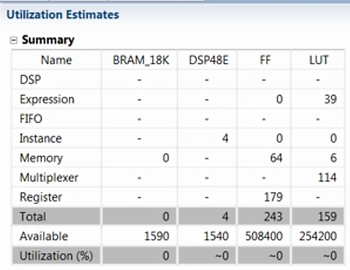 Utilization Estimates
Summary
Name BRAM_18K DSP48E FF LUT
DSP - - - -
Expression - - 0 39
FIFO - - - -
Instance - 4 0 0
Memory 0 - 64 6
Multiplexer - - - 114
Register - - 179 -
Total 0 4 243 159
Available 1590 1540 508400 254200
Utilization (%) 0 ~0 ~0 ~0